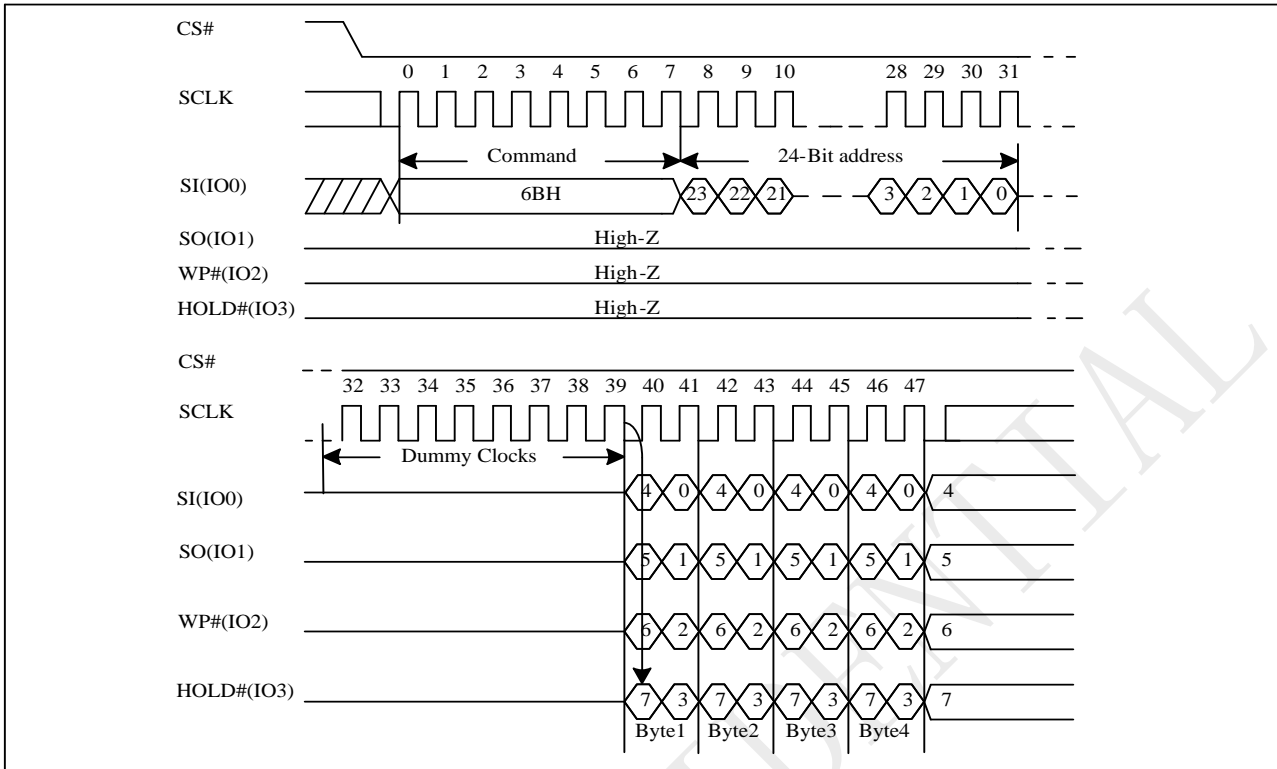 CS#
0 1 2 3 4 5 6 7 8 9 10 28 29 30 31
SCLK
Command 24-Bit address
SI(IO0) 6BH 23 22 21 3 2 1 0
SO(IO1) High-Z
WP#(IO2) High-Z
HOLD#(IO3) High-Z
CS#
32 33 34 35 36 37 38 39 40 41 42 43 44 45 46 47
SCLK
Dummy Clocks
SI(IO0) 4 0 4 0 4 0 4 0 4
SO(IO1) 5 1 5 1 5 1 5 1 5
WP#(IO2) 6 2 6 2 6 2 6 2 6
HOLD#(IO3) 7 3 7 3 7 3 7 3 7
Byte1 Byte2 Byte3 Byte4
DENTIAL